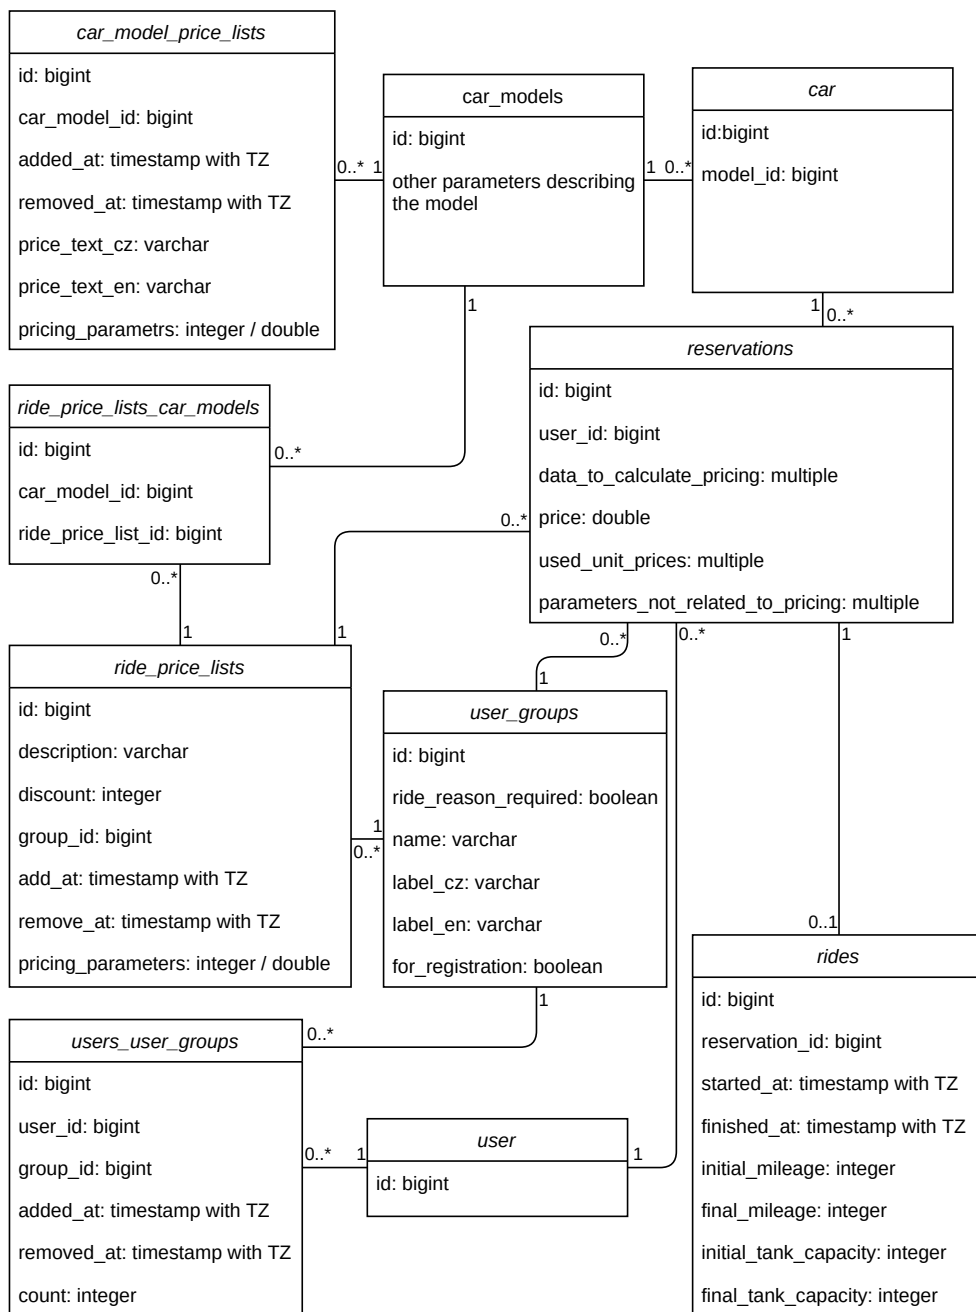 car_model_price_lists
id: bigint
car_model_id: bigint
added_at: timestamp with TZ
removed_at: timestamp with TZ
price_text_cz: varchar
price_text_en: varchar
pricing_parametrs: integer / double
0..* 1
car_models
id: bigint
other parameters describing
the model
1 0..*
car
id:bigint
model_id: bigint
1
1
0..*
reservations
id: bigint
user_id: bigint
data_to_calculate_pricing: multiple
price: double
used_unit_prices: multiple
parameters_not_related_to_pricing: multiple
ride_price_lists_car_models
id: bigint
car_model_id: bigint
ride_price_list_id: bigint
0..*
0..*
0..*
1
1
0..*
0..*
1
1
ride_price_lists
id: bigint
description: varchar
discount: integer
group_id: bigint
add_at: timestamp with TZ
remove_at: timestamp with TZ
pricing_parameters: integer / double
1
0..*
user_groups
id: bigint
ride_reason_required: boolean
name: varchar
label_cz: varchar
label_en: varchar
for_registration: boolean
1
0..*
0..1
users_user_groups
id: bigint
user_id: bigint
group_id: bigint
added_at: timestamp with TZ
removed_at: timestamp with TZ
count: integer
0..* 1
user
id: bigint
1
rides
id: bigint
reservation_id: bigint
started_at: timestamp with TZ
finished_at: timestamp with TZ
initial_mileage: integer
final_mileage: integer
initial_tank_capacity: integer
final_tank_capacity: integer